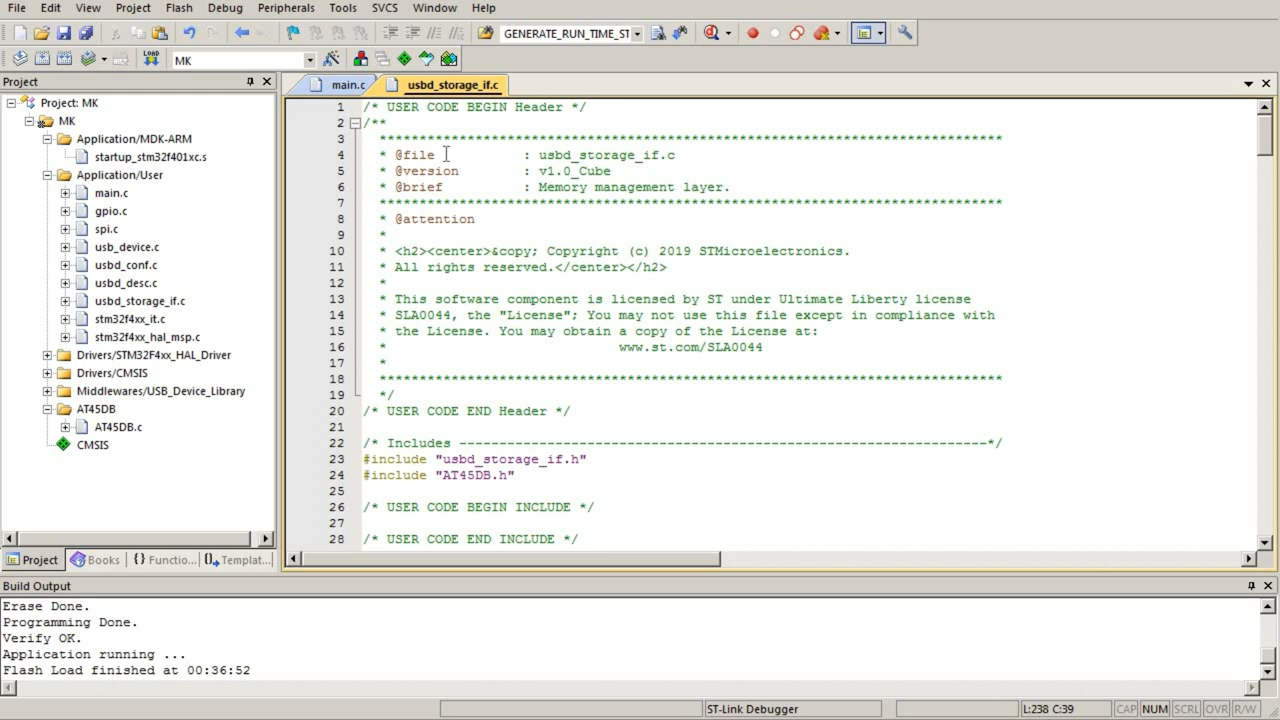 File Edit View Project Flash Debug Peripherals Tools SVCS Window Help
GENERATE_RUN_TIME_ST
LOAD MK
Project
main.c usbd_storage_if.c
Project: MK
MK
Application/MDK-ARM
startup_stm32f401xc.s
Application/User
main.c
gpio.c
spi.c
usb_device.c
usbd_conf.c
usbd_desc.c
usbd_storage_if.c
stm32f4xx_it.c
stm32f4xx_hal_msp.c
Drivers/STM32F4xx_HAL_Driver
Drivers/CMSIS
Middlewares/USB_Device_Library
AT45DB
AT45DB.c
CMSIS
Project Books {} Functio... Templat...
1 /* USER CODE BEGIN Header */
2 /**
3 ******************************************************************************
4 * @file : usbd_storage_if.c
5 * @version : v1.0_Cube
6 * @brief : Memory management layer.
7 ******************************************************************************
8 * @attention
9 *
10 * <h2><center>&copy; Copyright (c) 2019 STMicroelectronics.
11 * All rights reserved.</center></h2>
12 *
13 * This software component is licensed by ST under Ultimate Liberty license
14 * SLA0044, the "License"; You may not use this file except in compliance with
15 * the License. You may obtain a copy of the License at:
16 * www.st.com/SLA0044
17 *
18 ******************************************************************************
19 */
20 /* USER CODE END Header */
21
22 /* Includes ------------------------------------------------------------------*/
23 #include "usbd_storage_if.h"
24 #include "AT45DB.h"
25
26 /* USER CODE BEGIN INCLUDE */
27
28 /* USER CODE END INCLUDE */
Build Output
Erase Done.
Programming Done.
Verify OK.
Application running ...
Flash Load finished at 00:36:52
ST-Link Debugger L:238 C:39 CAP NUM SCRL OVR R/W